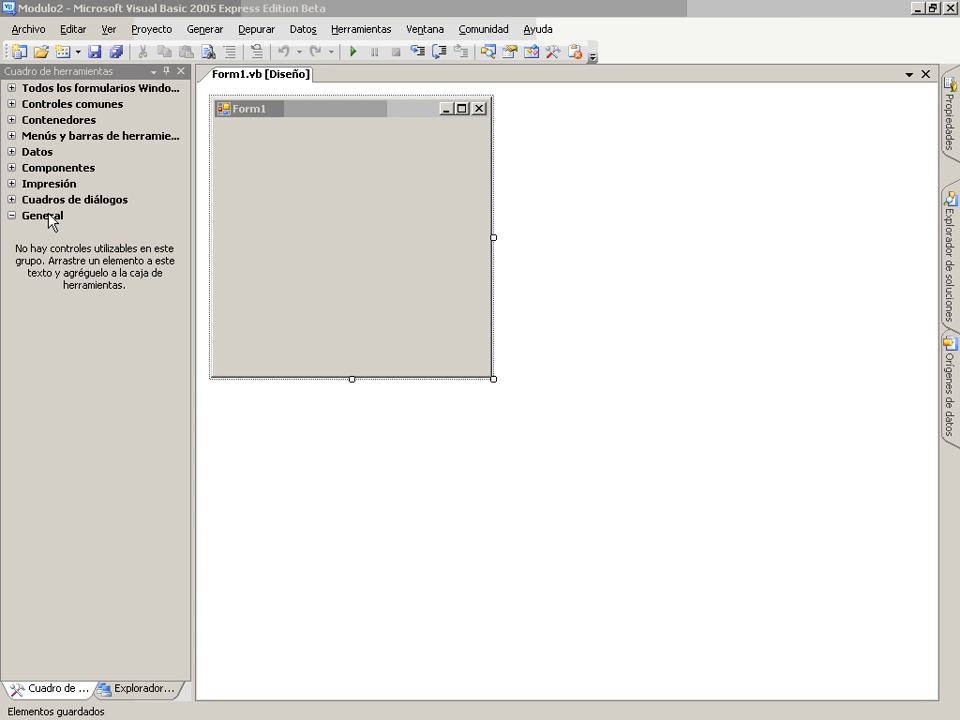 Modulo2 - Microsoft Visual Basic 2005 Express Edition Beta
Archivo Editar Ver Proyecto Generar Depurar Datos Herramientas Ventana Comunidad Ayuda
Cuadro de herramientas
Todos los formularios Windo...
Controles comunes
Contenedores
Menús y barras de herramie...
Datos
Componentes
Impresión
Cuadros de diálogos
General
No hay controles utilizables en este
grupo. Arrastre un elemento a este
texto y agréguelo a la caja de
herramientas.
Cuadro de ... Explorador...
Form1.vb [Diseño]
Form1
Propiedades
Explorador de soluciones
Orígenes de datos
Elementos guardados